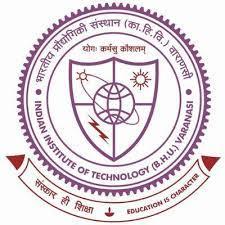 भारतीय प्रौद्योगिकी संस्थान (का.हि.वि.) वाराणसी
योगः कर्मसु कौशलम्
INDIAN INSTITUTE OF TECHNOLOGY (B.H.U.) VARANASI
संस्कार ही शिक्षा
EDUCATION IS CHARACTER